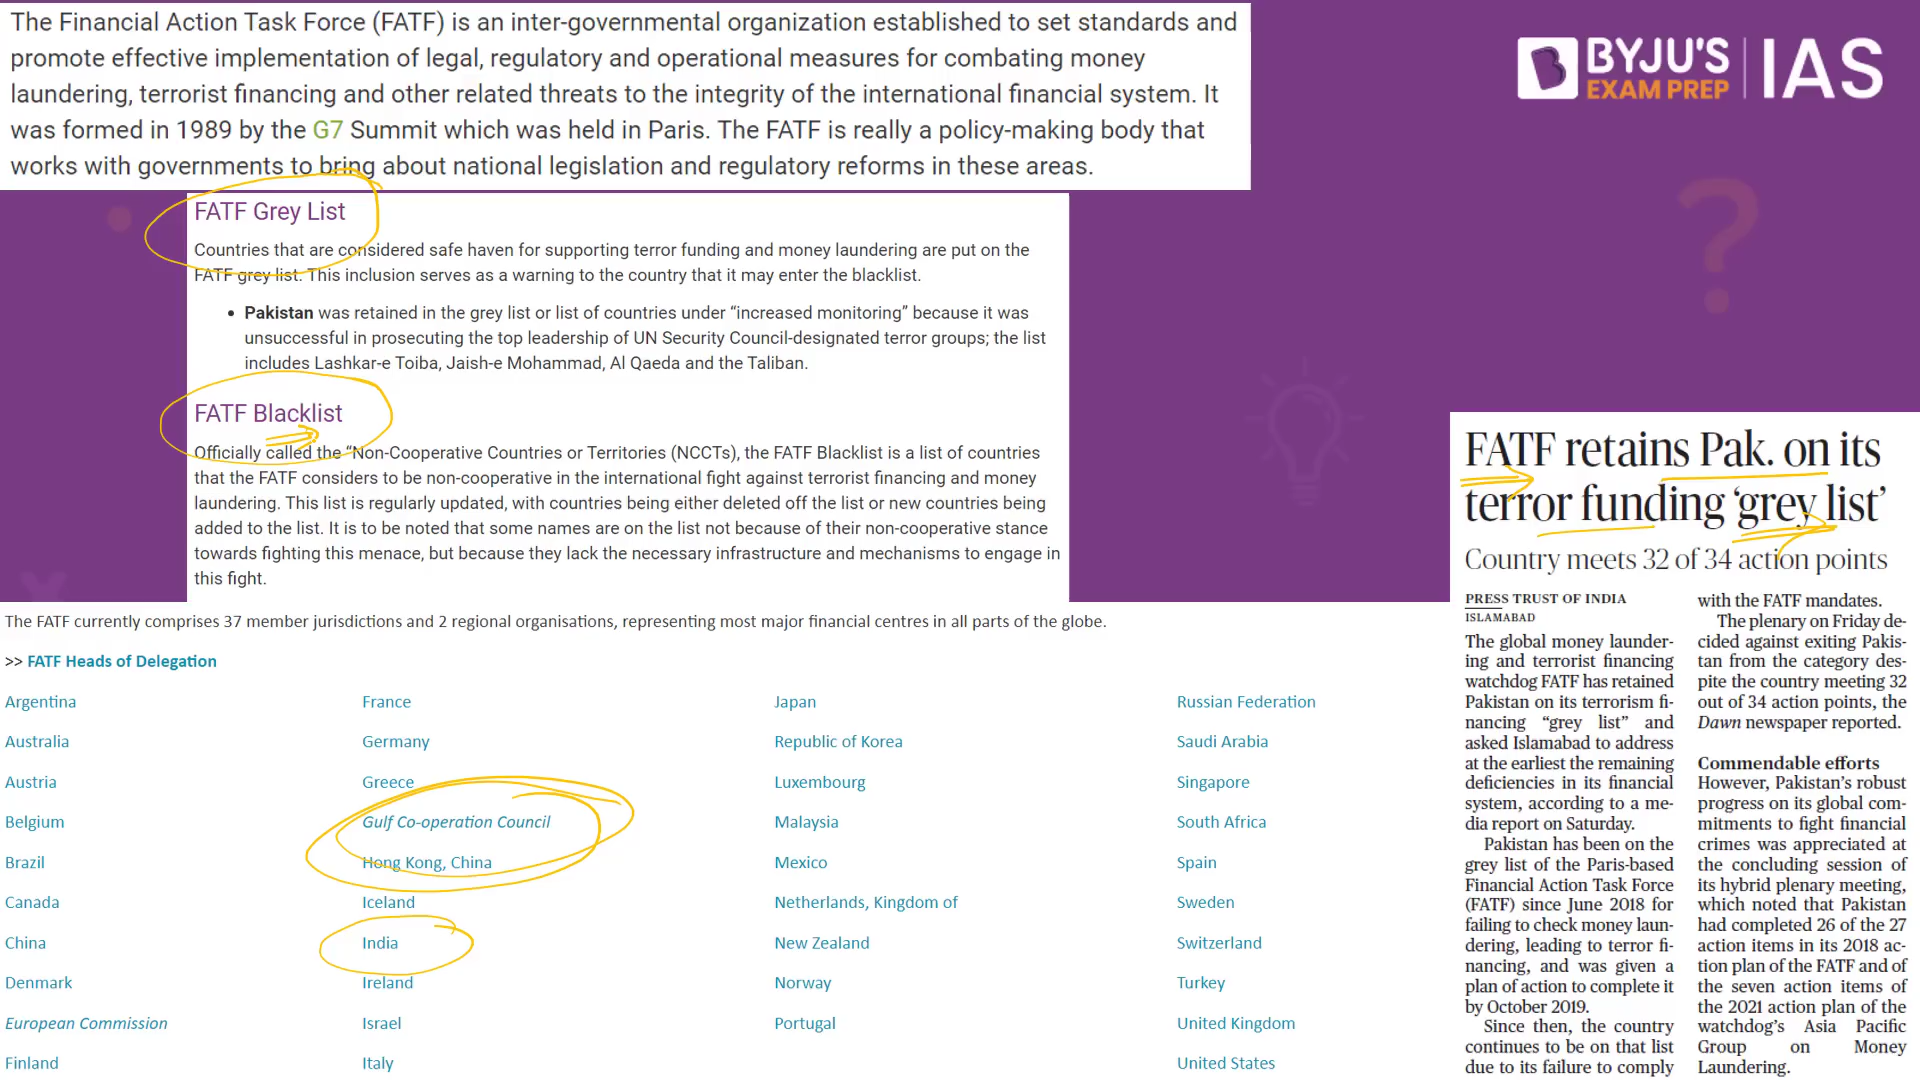 The Financial Action Task Force (FATF) is an inter-governmental organization established to set standards and
promote effective implementation of legal, regulatory and operational measures for combating money
laundering, terrorist financing and other related threats to the integrity of the international financial system. It
was formed in 1989 by the G7 Summit which was held in Paris. The FATF is really a policy-making body that
works with governments to bring about national legislation and regulatory reforms in these areas.
BYJU'S
EXAM PREP
IAS
FATF Grey List
Countries that are considered safe haven for supporting terror funding and money laundering are put on the
FATF grey list. This inclusion serves as a warning to the country that it may enter the blacklist.
• Pakistan was retained in the grey list or list of countries under “increased monitoring” because it was
unsuccessful in prosecuting the top leadership of UN Security Council-designated terror groups; the list
includes Lashkar-e Toiba, Jaish-e Mohammad, Al Qaeda and the Taliban.
FATF Blacklist
Officially called the “Non-Cooperative Countries or Territories (NCCTs), the FATF Blacklist is a list of countries
that the FATF considers to be non-cooperative in the international fight against terrorist financing and money
laundering. This list is regularly updated, with countries being either deleted off the list or new countries being
added to the list. It is to be noted that some names are on the list not because of their non-cooperative stance
towards fighting this menace, but because they lack the necessary infrastructure and mechanisms to engage in
this fight.
The FATF currently comprises 37 member jurisdictions and 2 regional organisations, representing most major financial centres in all parts of the globe.
>> FATF Heads of Delegation
Argentina
Australia
Austria
Belgium
Brazil
Canada
China
Denmark
European Commission
Finland
France
Germany
Greece
Gulf Co-operation Council
Hong Kong, China
Iceland
India
Ireland
Israel
Italy
Japan
Republic of Korea
Luxembourg
Malaysia
Mexico
Netherlands, Kingdom of
New Zealand
Norway
Portugal
Russian Federation
Saudi Arabia
Singapore
South Africa
Spain
Sweden
Switzerland
Turkey
United Kingdom
United States
FATF retains Pak. on its
terror funding ‘grey list’
Country meets 32 of 34 action points
PRESS TRUST OF INDIA
ISLAMABAD
The global money launder-
ing and terrorist financing
watchdog FATF has retained
Pakistan on its terrorism fi-
nancing “grey list” and
asked Islamabad to address
at the earliest the remaining
deficiencies in its financial
system, according to a me-
dia report on Saturday.
Pakistan has been on the
grey list of the Paris-based
Financial Action Task Force
(FATF) since June 2018 for
failing to check money laun-
dering, leading to terror fi-
nancing, and was given a
plan of action to complete it
by October 2019.
Since then, the country
continues to be on that list
due to its failure to comply
with the FATF mandates.
The plenary on Friday de-
cided against exiting Pakis-
tan from the category des-
pite the country meeting 32
out of 34 action points, the
Dawn newspaper reported.
Commendable efforts
However, Pakistan’s robust
progress on its global com-
mitments to fight financial
crimes was appreciated at
the concluding session of
its hybrid plenary meeting,
which noted that Pakistan
had completed 26 of the 27
action items in its 2018 ac-
tion plan of the FATF and of
the seven action items of
the 2021 action plan of the
watchdog’s Asia Pacific
Group on Money
Laundering.